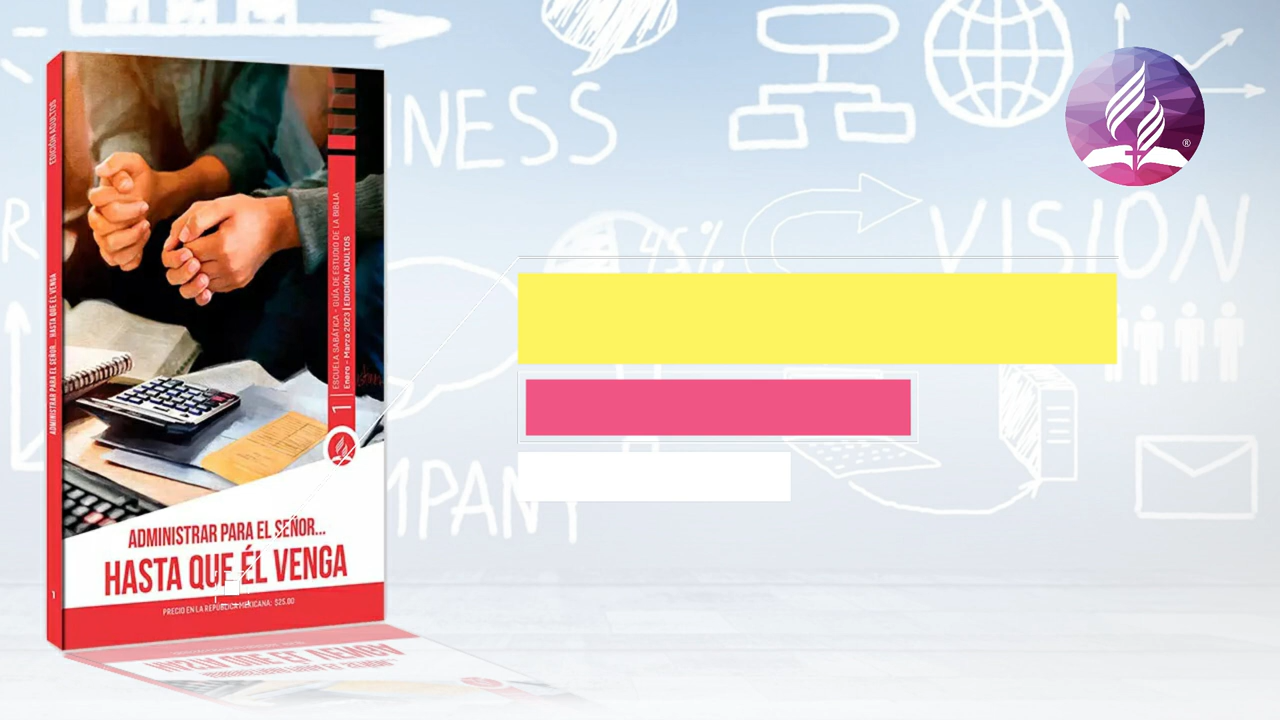 NESS
VISION
45%
MPANY
R
EDICIÓN ADULTOS
ADMINISTRAR PARA EL SEÑOR... HASTA QUE ÉL VENGA
1
1 | ESCUELA SABÁTICA - GUÍA DE ESTUDIO DE LA BIBLIA
Enero - Marzo 2023 | EDICIÓN ADULTOS
ADMINISTRAR PARA EL SEÑOR...
HASTA QUE ÉL VENGA
PRECIO EN LA REPÚBLICA MEXICANA: $25.00
®